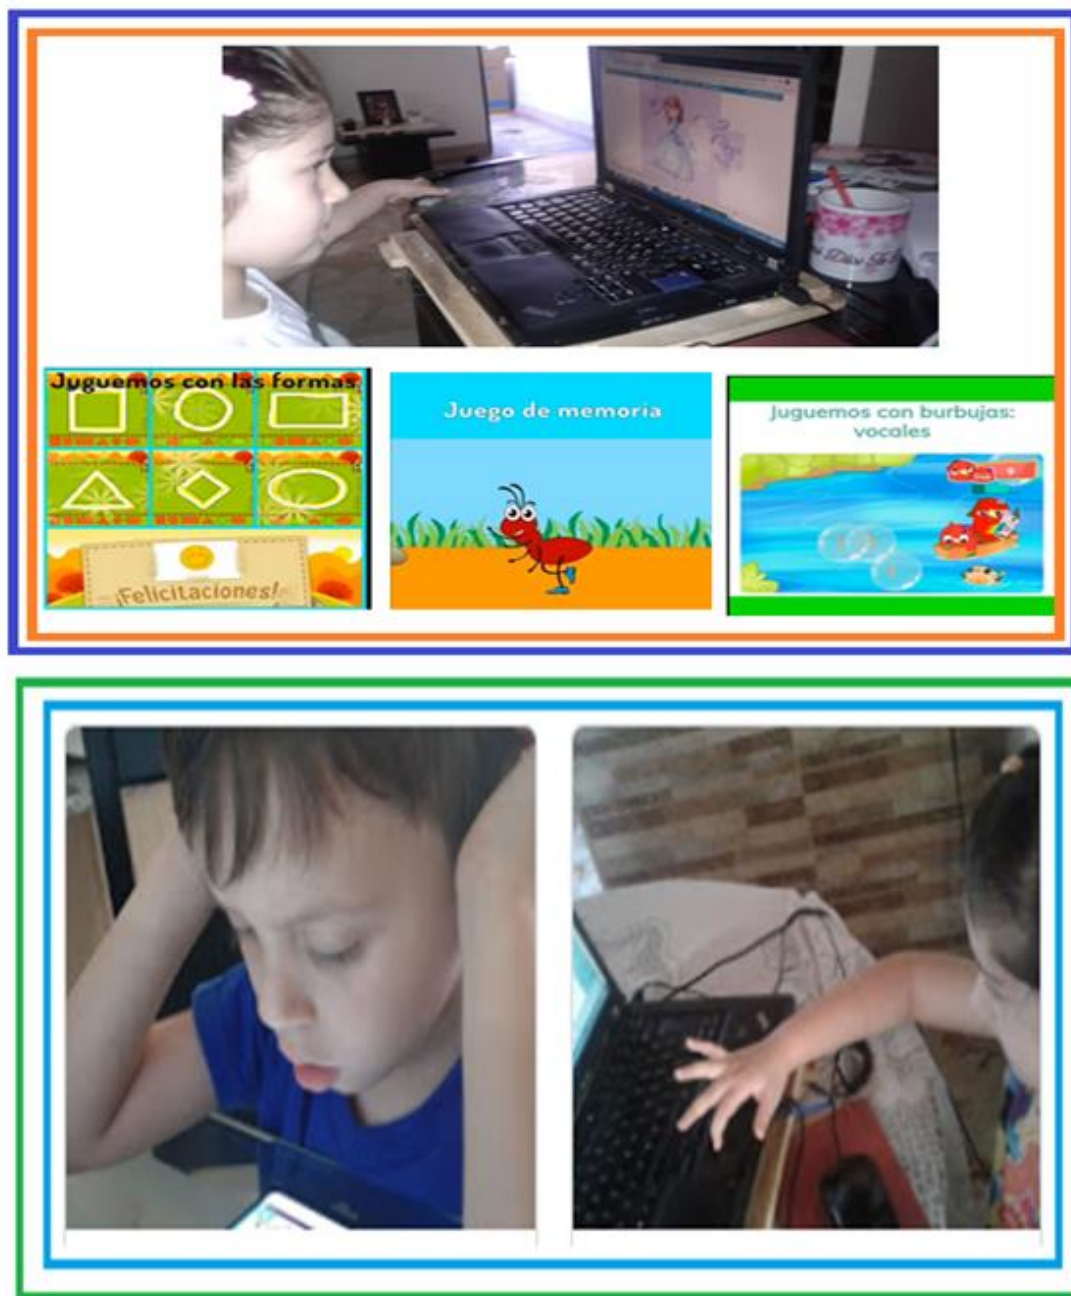 Juguemos con las formas
¡Felicitaciones!
Juego de memoria
Juguemos con burbujas:
vocales